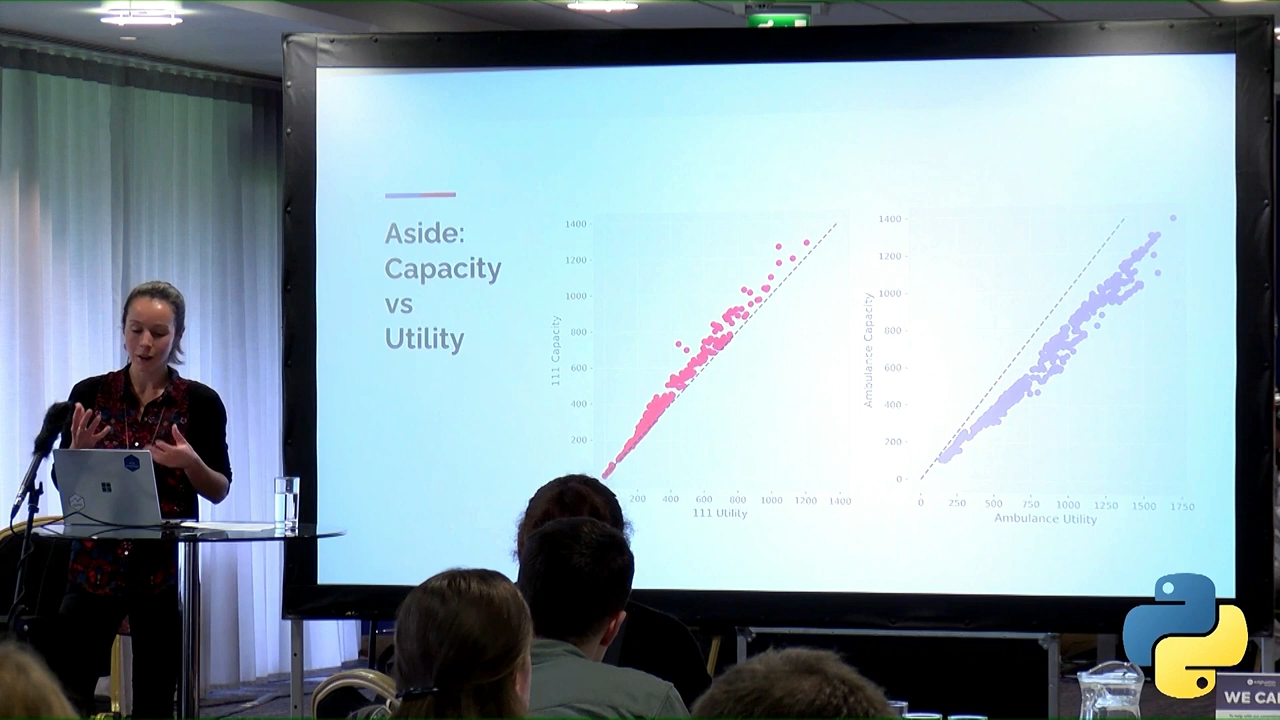 Aside:
Capacity
vs
Utility
1400
1200
1000
800
600
400
200
111 Capacity
200 400 600 800 1000 1200 1400
111 Utility
1400
1200
1000
800
600
400
200
0
Ambulance Capacity
0 250 500 750 1000 1250 1500 1750
Ambulance Utility
WE CA